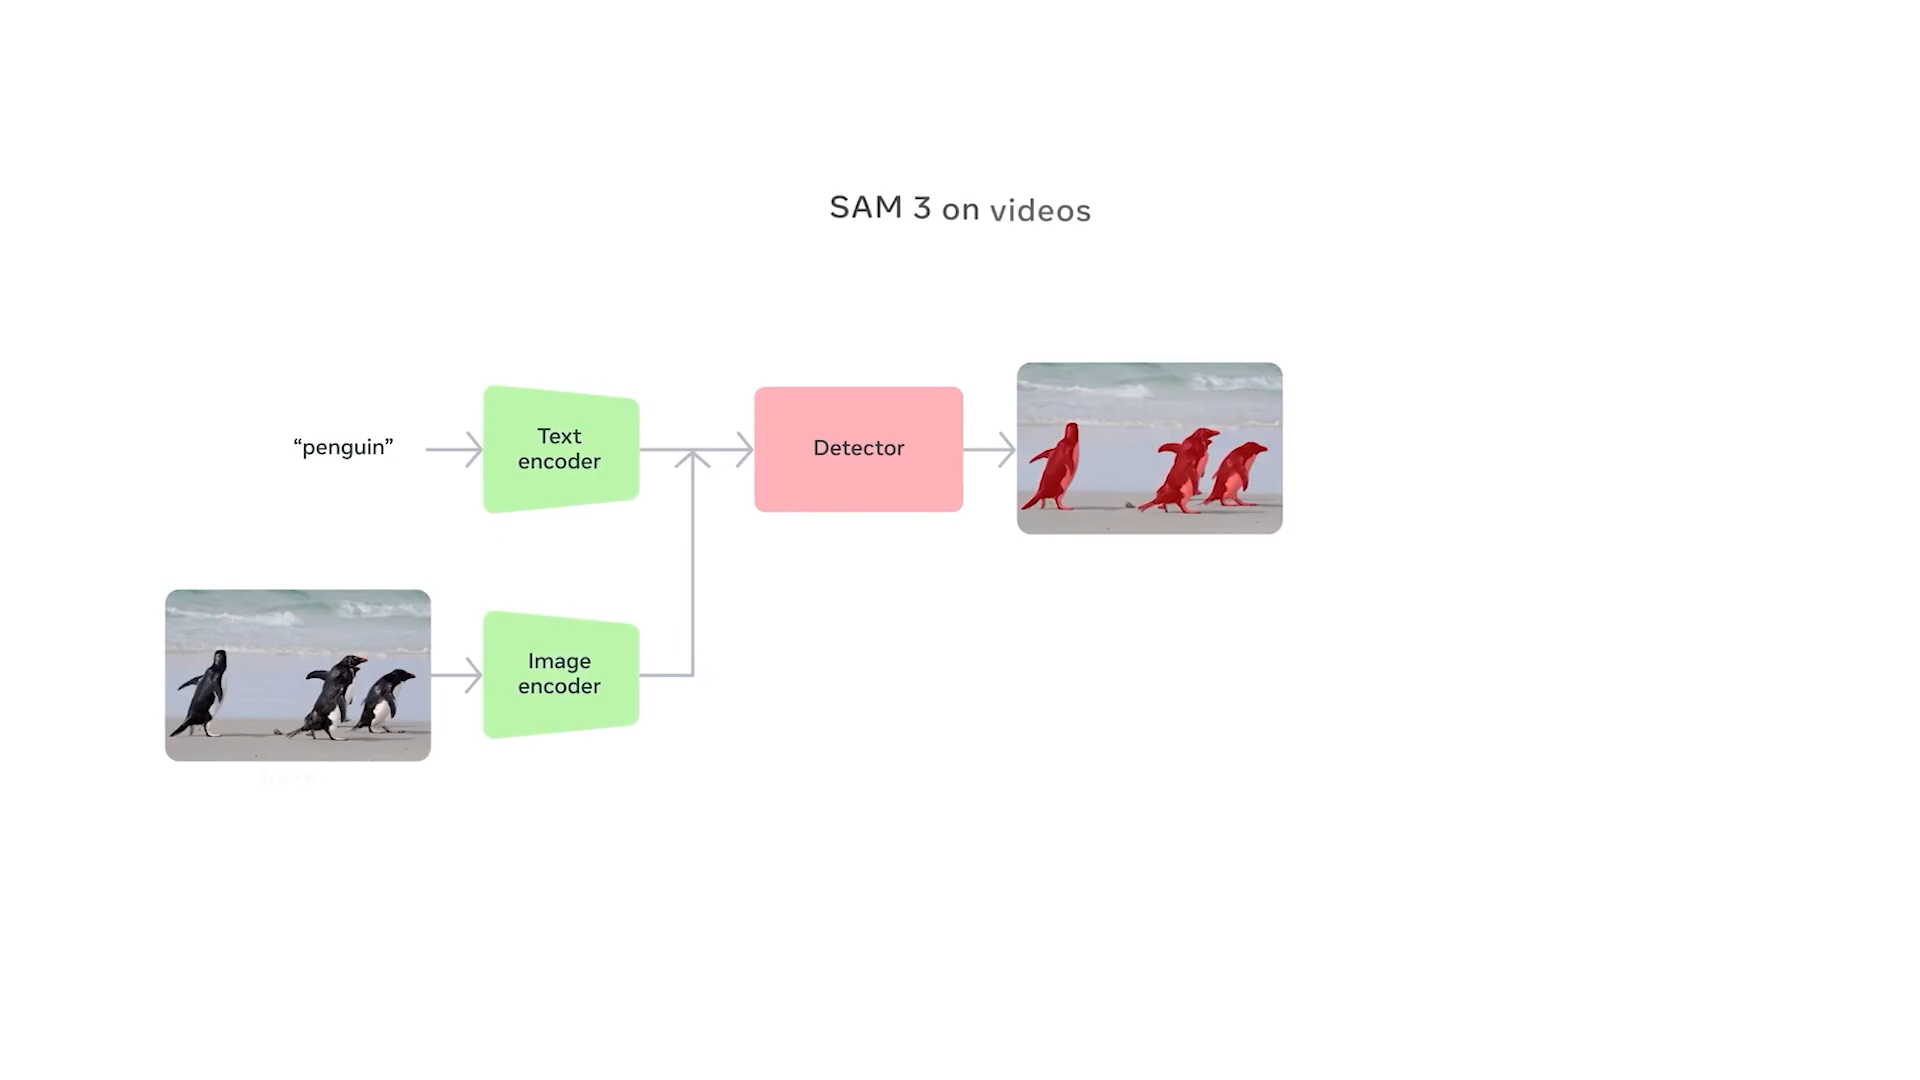 SAM 3 on videos
“penguin”
Text
encoder
Detector
Image
encoder